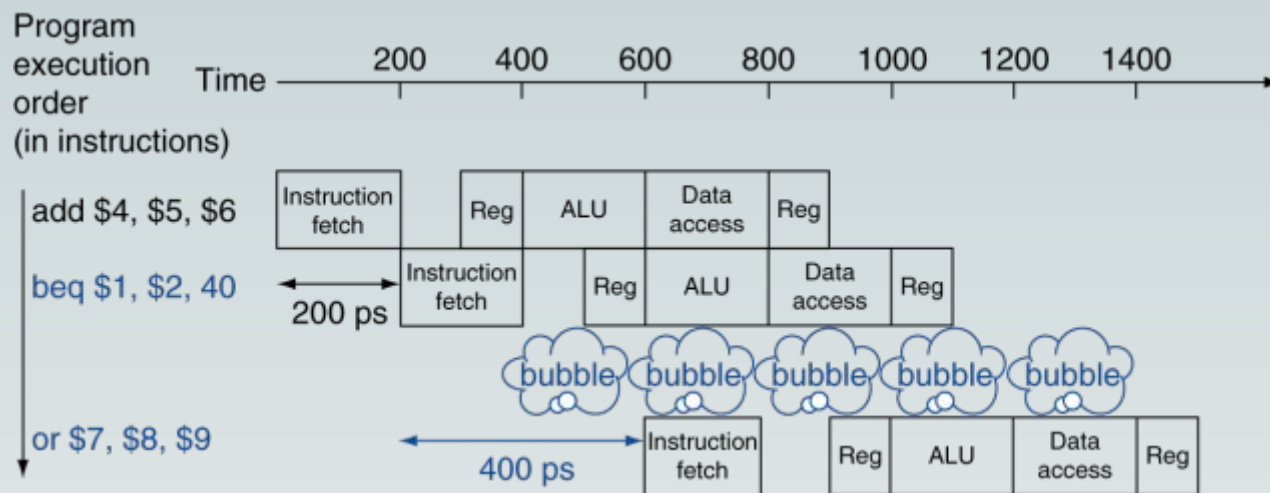 Program
execution
order
(in instructions)
Time
200 400 600 800 1000 1200 1400
add $4, $5, $6
Instruction
fetch
Reg
ALU
Data
access
Reg
beq $1, $2, 40
200 ps
Instruction
fetch
Reg
ALU
Data
access
Reg
bubble bubble bubble bubble bubble
or $7, $8, $9
400 ps
Instruction
fetch
Reg
ALU
Data
access
Reg